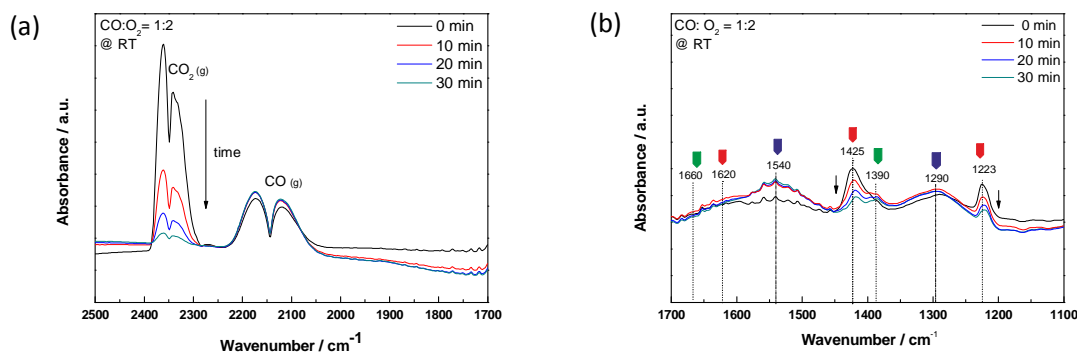 (a)
CO:O₂= 1:2
@ RT
CO₂ (g)
time
CO (g)
0 min
10 min
20 min
30 min
Absorbance / a.u.
2500 2400 2300 2200 2100 2000 1900 1800 1700
Wavenumber / cm⁻¹
(b)
CO: O₂ = 1:2
@ RT
0 min
10 min
20 min
30 min
1660
1620
1540
1425
1390
1290
1223
Absorbance / a.u.
1700 1600 1500 1400 1300 1200 1100
Wavenumber / cm⁻¹